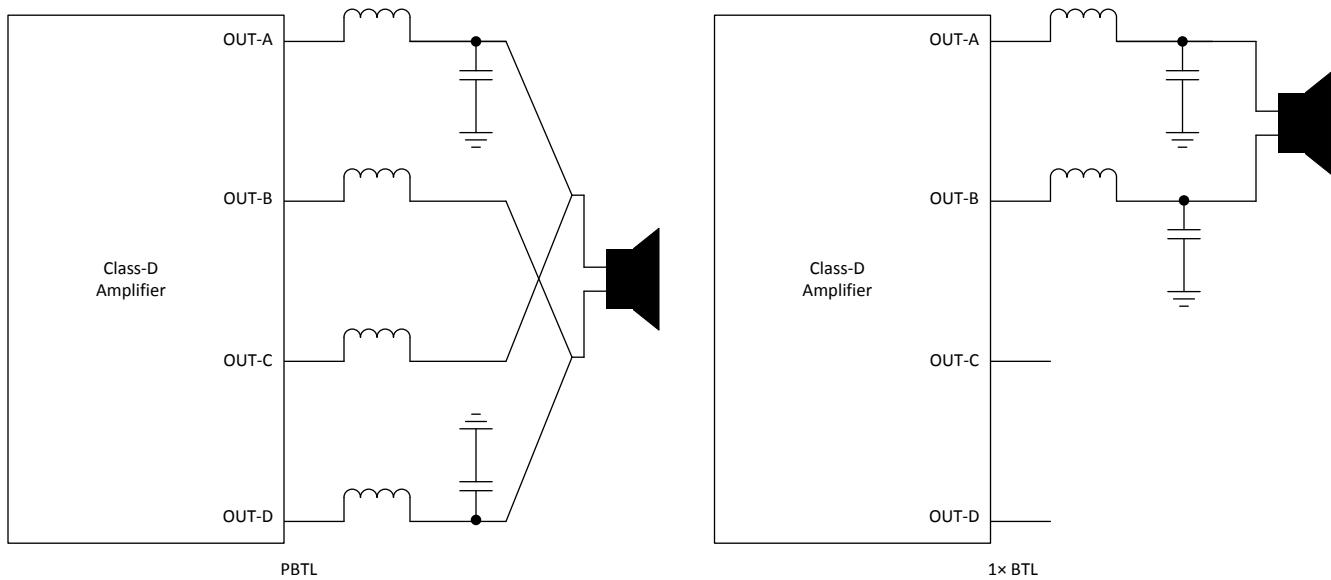 OUT-A
OUT-B
Class-D
Amplifier
OUT-C
OUT-D
PBTL
OUT-A
OUT-B
Class-D
Amplifier
OUT-C
OUT-D
1× BTL